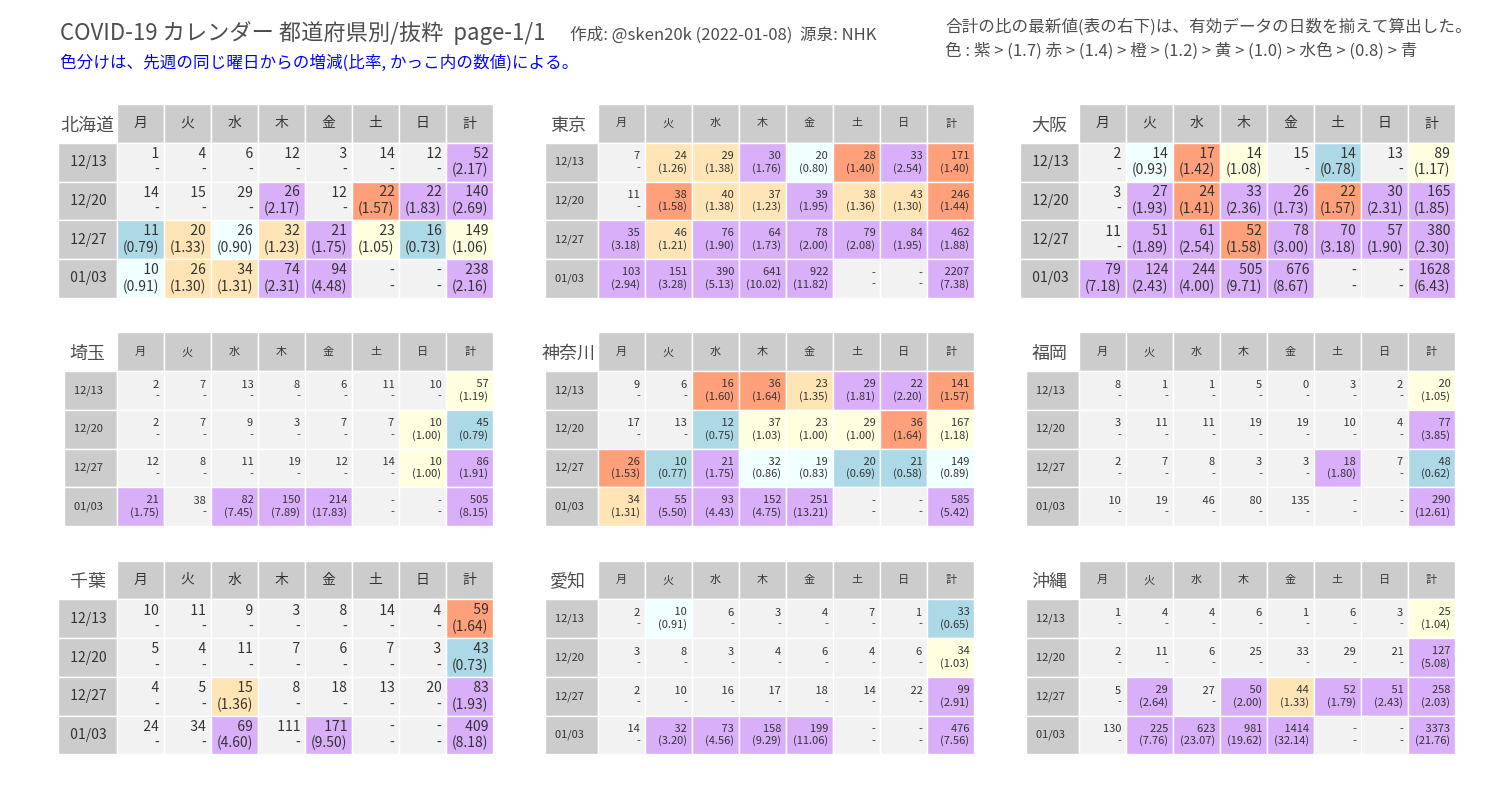 COVID-19 カレンダー 都道府県別/抜粋 page-1/1 作成: @sken20k (2022-01-08) 源泉: NHK
色分けは、先週の同じ曜日からの増減(比率, かっこ内の数値)による。
合計の比の最新値(表の右下)は、有効データの日数を揃えて算出した。
色 : 紫 > (1.7) 赤 > (1.4) > 橙 > (1.2) > 黄 > (1.0) > 水色 > (0.8) > 青
北海道 月 火 水 木 金 土 日 計
12/13 1 4 6 12 3 14 12 52
- - - - - - - (2.17)
12/20 14 15 29 26 12 22 22 140
- - - (2.17) - (1.57) (1.83) (2.69)
12/27 11 20 26 32 21 23 16 149
(0.79) (1.33) (0.90) (1.23) (1.75) (1.05) (0.73) (1.06)
01/03 10 26 34 74 94 - - 238
(0.91) (1.30) (1.31) (2.31) (4.48) - - (2.16)
東京 月 火 水 木 金 土 日 計
12/13 7 24 29 30 20 28 33 171
- (1.26) (1.38) (1.76) (0.80) (1.40) (2.54) (1.40)
12/20 11 38 40 37 39 38 43 246
- (1.58) (1.38) (1.23) (1.95) (1.36) (1.30) (1.44)
12/27 35 46 76 64 78 79 84 462
(3.18) (1.21) (1.90) (1.73) (2.00) (2.08) (1.95) (1.88)
01/03 103 151 390 641 922 - - 2207
(2.94) (3.28) (5.13) (10.02) (11.82) - - (7.38)
大阪 月 火 水 木 金 土 日 計
12/13 2 14 17 14 15 14 13 89
- (0.93) (1.42) (1.08) - (0.78) - (1.17)
12/20 3 27 24 33 26 22 30 165
- (1.93) (1.41) (2.36) (1.73) (1.57) (2.31) (1.85)
12/27 11 51 61 52 78 70 57 380
- (1.89) (2.54) (1.58) (3.00) (3.18) (1.90) (2.30)
01/03 79 124 244 505 676 - - 1628
(7.18) (2.43) (4.00) (9.71) (8.67) - - (6.43)
埼玉 月 火 水 木 金 土 日 計
12/13 2 7 13 8 6 11 10 57
- - - - - - - (1.19)
12/20 2 7 9 3 7 7 10 45
- - - - - - (1.00) (0.79)
12/27 12 8 11 19 12 14 10 86
- - - - - - (1.00) (1.91)
01/03 21 38 82 150 214 - - 505
(1.75) - (7.45) (7.89) (17.83) - - (8.15)
神奈川 月 火 水 木 金 土 日 計
12/13 9 6 16 36 23 29 22 141
- - (1.60) (1.64) (1.35) (1.81) (2.20) (1.57)
12/20 17 13 12 37 23 29 36 167
- - (0.75) (1.03) (1.00) (1.00) (1.64) (1.18)
12/27 26 10 21 32 19 20 21 149
(1.53) (0.77) (1.75) (0.86) (0.83) (0.69) (0.58) (0.89)
01/03 34 55 93 152 251 - - 585
(1.31) (5.50) (4.43) (4.75) (13.21) - - (5.42)
福岡 月 火 水 木 金 土 日 計
12/13 8 1 1 5 0 3 2 20
- - - - - - - (1.05)
12/20 3 11 11 19 19 10 4 77
- - - - - - - (3.85)
12/27 2 7 8 3 3 18 7 48
- - - - - (1.80) - (0.62)
01/03 10 19 46 80 135 - - 290
- - - - - - - (12.61)
千葉 月 火 水 木 金 土 日 計
12/13 10 11 9 3 8 14 4 59
- - - - - - - (1.64)
12/20 5 4 11 7 6 7 3 43
- - - - - - - (0.73)
12/27 4 5 15 8 18 13 20 83
- - (1.36) - - - - (1.93)
01/03 24 34 69 111 171 - - 409
- - (4.60) - (9.50) - - (8.18)
愛知 月 火 水 木 金 土 日 計
12/13 2 10 6 3 4 7 1 33
- (0.91) - - - - - (0.65)
12/20 3 8 3 4 6 4 6 34
- - - - - - - (1.03)
12/27 2 10 16 17 18 14 22 99
- - - - - - - (2.91)
01/03 14 32 73 158 199 - - 476
- (3.20) (4.56) (9.29) (11.06) - - (7.56)
沖縄 月 火 水 木 金 土 日 計
12/13 1 4 4 6 1 6 3 25
- - - - - - - (1.04)
12/20 2 11 6 25 33 29 21 127
- - - - - - - (5.08)
12/27 5 29 27 50 44 52 51 258
- (2.64) - (2.00) (1.33) (1.79) (2.43) (2.03)
01/03 130 225 623 981 1414 - - 3373
- (7.76) (23.07) (19.62) (32.14) - - (21.76)